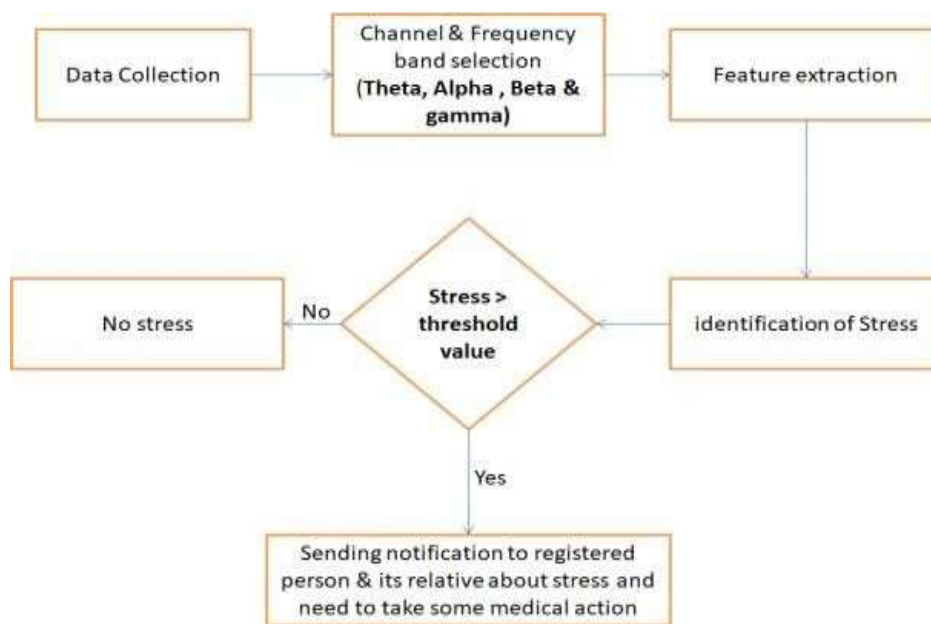 Data Collection
Channel & Frequency
band selection
(Theta, Alpha , Beta &
gamma)
Feature extraction
identification of Stress
Stress >
threshold
value
No
No stress
Yes
Sending notification to registered
person & its relative about stress and
need to take some medical action